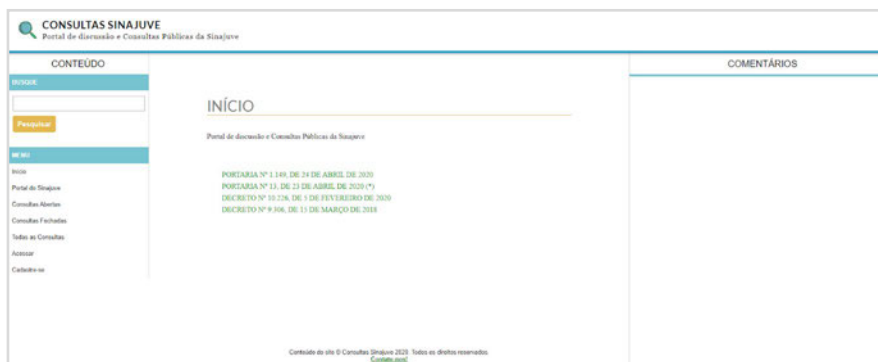 CONSULTAS SINAJUVE
Portal de discussão e Consultas Públicas da Sinajuve
CONTEÚDO
COMENTÁRIOS
BUSQUE
Pesquisar
MENU
Início
Portal do Sinajuve
Consultas Abertas
Consultas Fechadas
Todas as Consultas
Acessar
Cadastre-se
INÍCIO
Portal de discussão e Consultas Públicas da Sinajuve
PORTARIA Nº 1.149, DE 24 DE ABRIL DE 2020
PORTARIA Nº 13, DE 23 DE ABRIL DE 2020 (*)
DECRETO Nº 10.226, DE 5 DE FEVEREIRO DE 2020
DECRETO Nº 9.306, DE 15 DE MARÇO DE 2018
Conteúdo do site © Consultas Sinajuve 2020. Todos os direitos reservados.